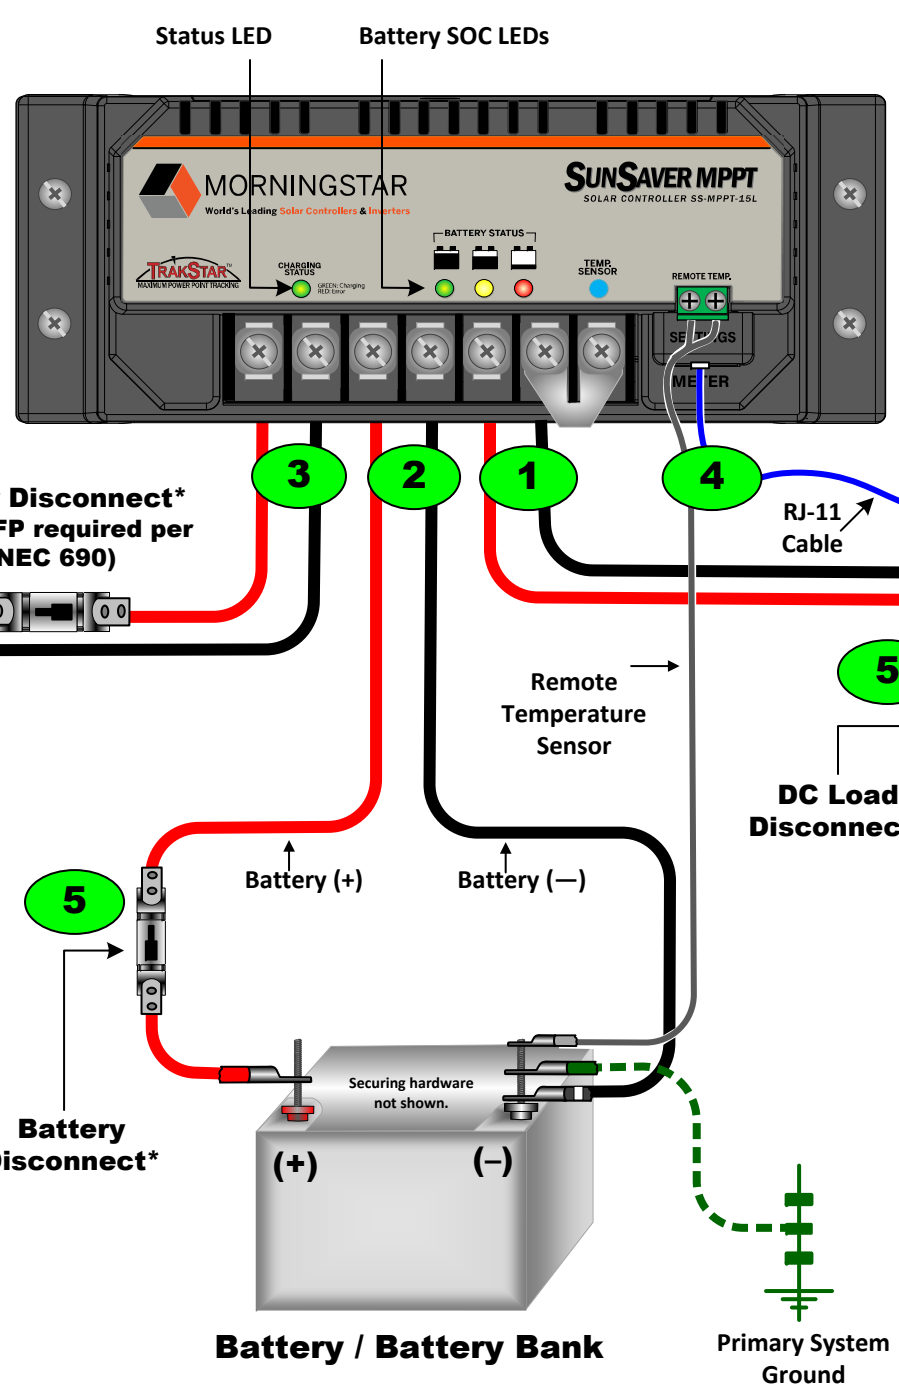 Status LED
Battery SOC LEDs
MORNINGSTAR
World's Leading Solar Controllers & Inverters
SUNSAVER MPPT
SOLAR CONTROLLER SS-MPPT-15L
BATTERY STATUS
TRAKSTAR™
MAXIMUM POWER POINT TRACKING
CHARGING
STATUS
GREEN: Charging
RED: Error
TEMP.
SENSOR
REMOTE TEMP.
SETTINGS
METER
3
2
1
4
Disconnect*
FP required per
NEC 690)
RJ-11
Cable
5
Remote
Temperature
Sensor
DC Load
Disconnec
Battery (+)
Battery (—)
5
Securing hardware
not shown.
Battery
Disconnect*
(+)
(–)
Battery / Battery Bank
Primary System
Ground